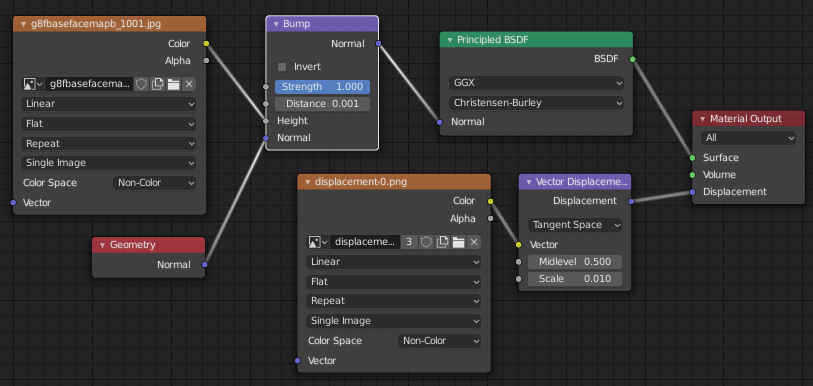 g8fbasefacemapb_1001.jpg
Color
Alpha
g8fbasefacema...
Linear
Flat
Repeat
Single Image
Color Space Non-Color
Vector
Geometry
Normal
Bump
Normal
Invert
Strength 1.000
Distance 0.001
Height
Normal
displacement-0.png
Color
Alpha
displaceme... 3
Linear
Flat
Repeat
Single Image
Color Space Non-Color
Vector
Principled BSDF
BSDF
GGX
Christensen-Burley
Normal
Vector Displaceme...
Displacement
Tangent Space
Vector
Midlevel 0.500
Scale 0.010
Material Output
All
Surface
Volume
Displacement